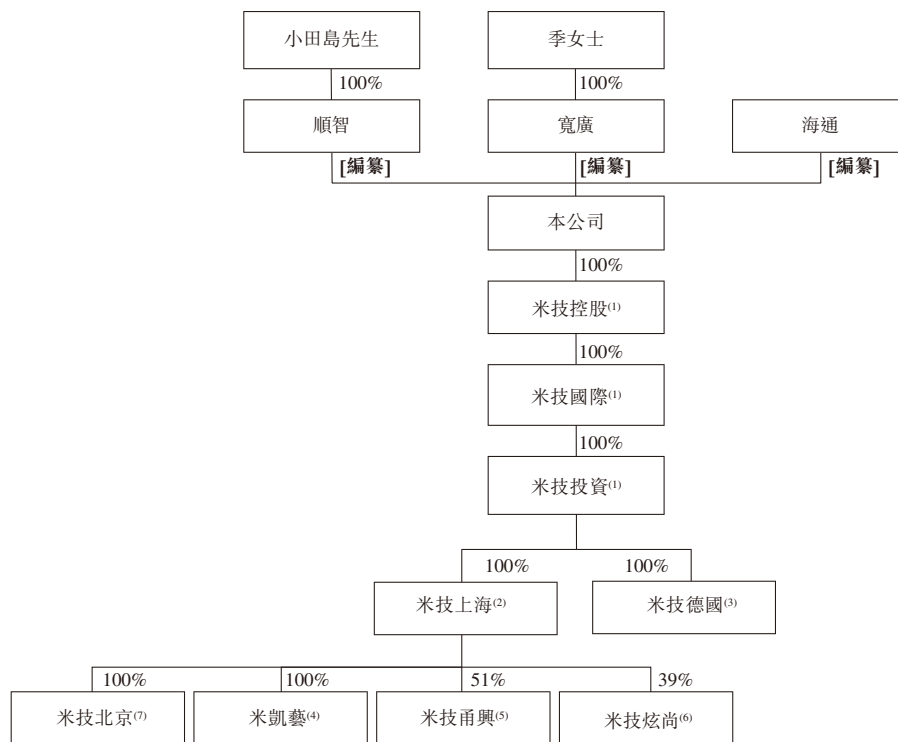 小田島先生
季女士
100%
100%
順智
寬廣
海通
[編纂]
[編纂]
[編纂]
本公司
100%
米技控股(1)
100%
米技國際(1)
100%
米技投資(1)
100%
100%
米技上海(2)
米技德國(3)
100%
100%
51%
39%
米技北京(7)
米凱藝(4)
米技甬興(5)
米技炫尚(6)